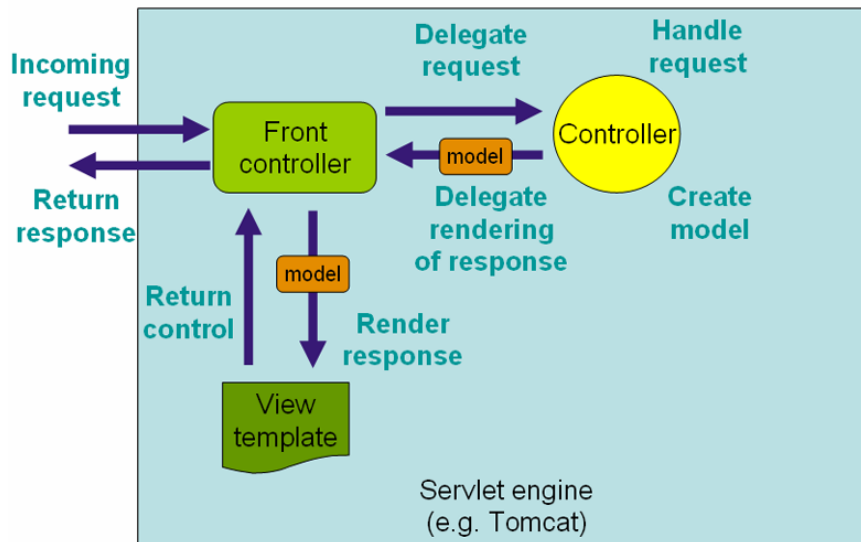 Incoming
request
Delegate
request
Handle
request
Front
controller
model
Controller
Return
response
Delegate
rendering
of response
Create
model
model
Return
control
Render
response
View
template
Servlet engine
(e.g. Tomcat)